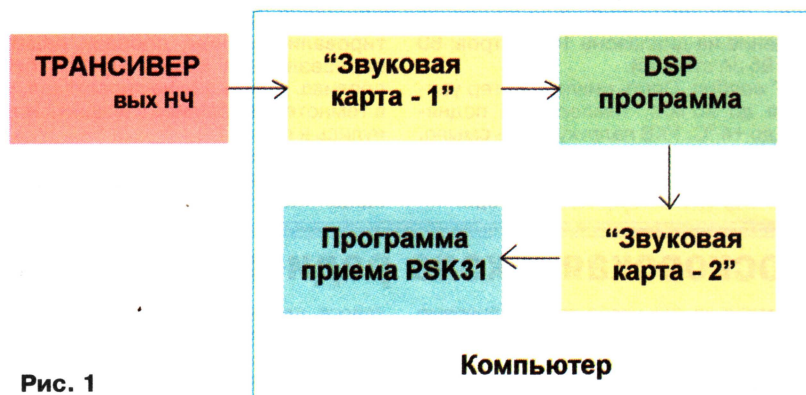 ТРАНСИВЕР
вых НЧ
“Звуковая
карта - 1”
DSP
программа
Программа
приема PSK31
“Звуковая
карта - 2”
Компьютер
Рис. 1